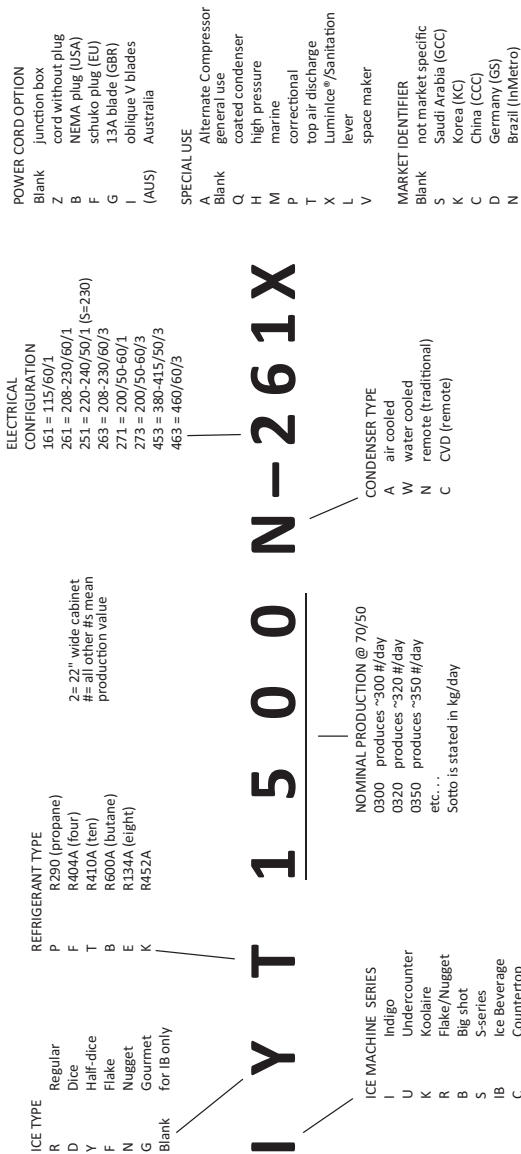 ICE TYPE
R Regular
D Dice
Y Half-dice
F Flake
N Nugget
G Gourmet
Blank for IB only
REFRIGERANT TYPE
P R290 (propane)
F R404A (four)
T R410A (ten)
B R600A (butane)
E R134A (eight)
K R452A
2= 22" wide cabinet
#= all other #s mean
production value
ELECTRICAL
CONFIGURATION
161 = 115/60/1
261 = 208-230/60/1
251 = 220-240/50/1 (S=230)
263 = 208-230/60/3
271 = 200/50-60/1
273 = 200/50-60/3
453 = 380-415/50/3
463 = 460/60/3
POWER CORD OPTION
Blank junction box
Z cord without plug
B NEMA plug (USA)
F schuko plug (EU)
G 13A blade (GBR)
I oblique V blades
(AUS) Australia
SPECIAL USE
A Alternate Compressor
Blank general use
Q coated condenser
H high pressure
M marine
P correctional
T top air discharge
X LuminIce®/Sanitation
L lever
V space maker
MARKET IDENTIFIER
Blank not market specific
S Saudi Arabia (GCC)
K Korea (KC)
C China (CCC)
D Germany (GS)
N Brazil (InMetro)
I Y T 1 5 0 0 N – 2 6 1 X
ICE MACHINE SERIES
I Indigo
U Undercounter
K Koolaire
R Flake/Nugget
B Big shot
S S-series
IB Ice Beverage
C Countertop
NOMINAL PRODUCTION @ 70/50
0300 produces ~300 #/day
0320 produces ~320 #/day
0350 produces ~350 #/day
etc. . .
Sotto is stated in kg/day
CONDENSER TYPE
A air cooled
W water cooled
N remote (traditional)
C CVD (remote)